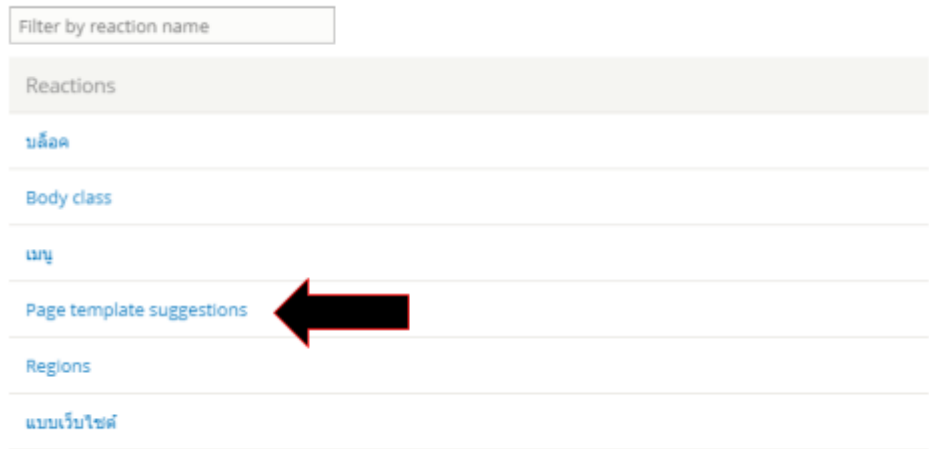 Filter by reaction name
Reactions
บล็อค
Body class
เมนู
Page template suggestions
Regions
แบบเว็บไซต์